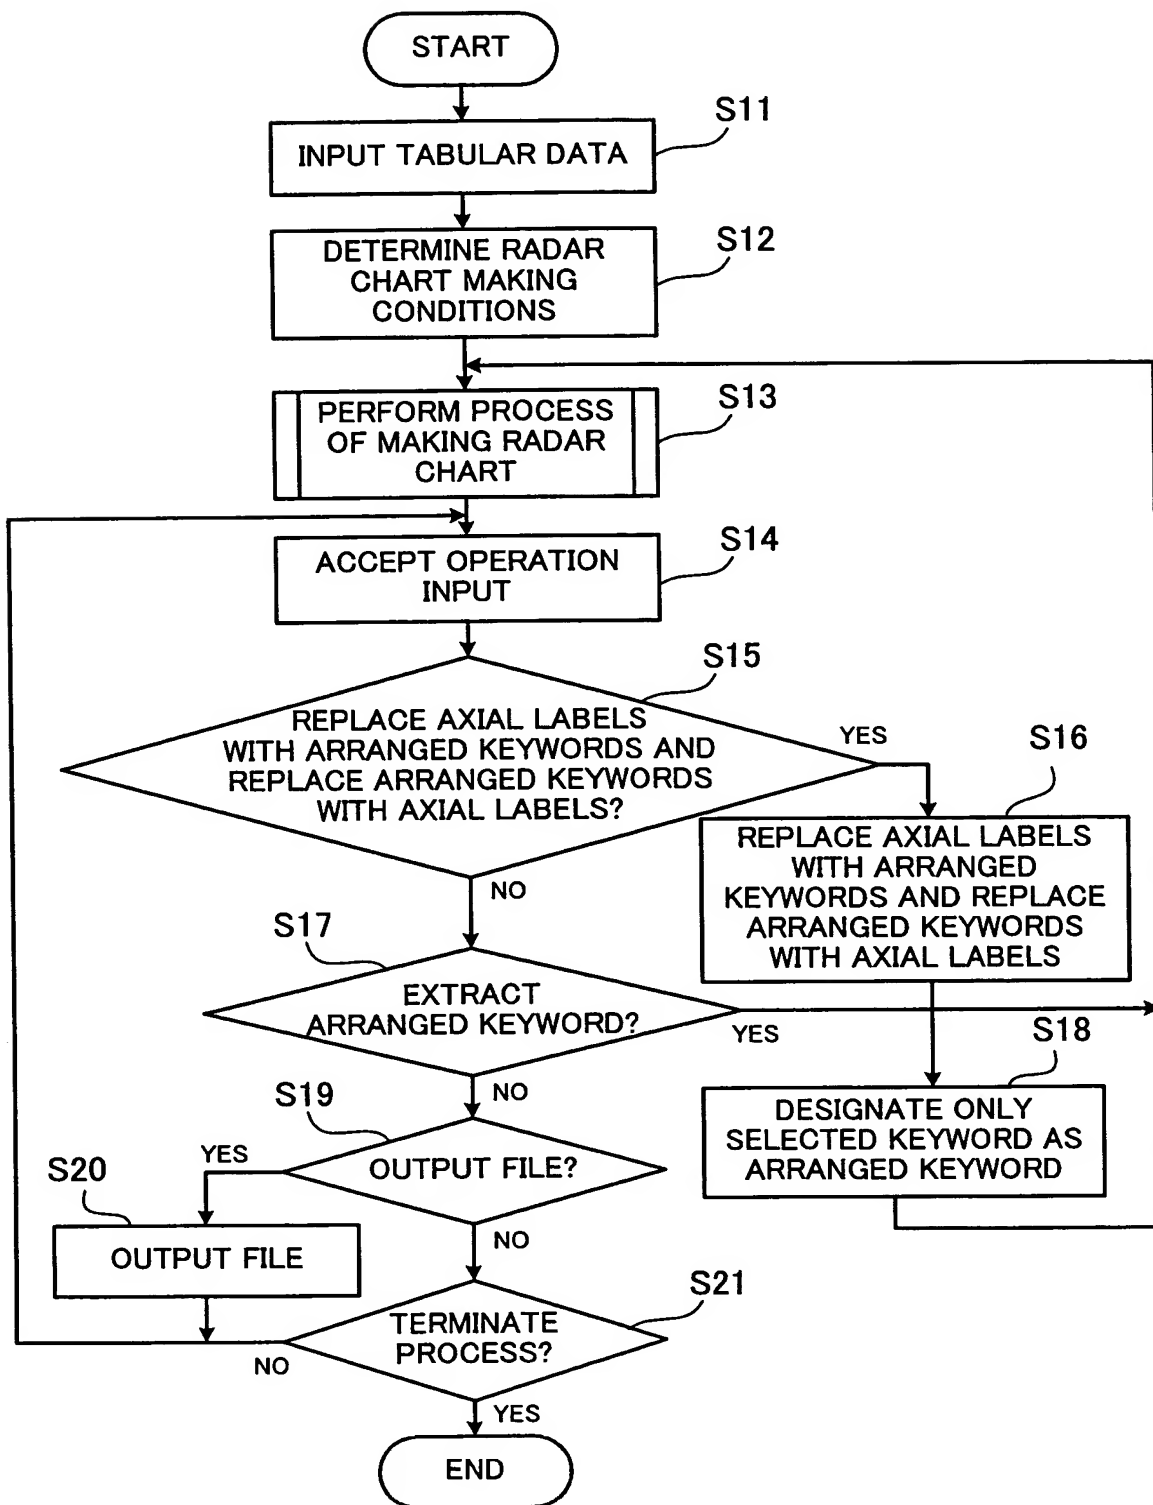 START
S11
INPUT TABULAR DATA
S12
DETERMINE RADAR
CHART MAKING
CONDITIONS
S13
PERFORM PROCESS
OF MAKING RADAR
CHART
S14
ACCEPT OPERATION
INPUT
S15
REPLACE AXIAL LABELS
WITH ARRANGED KEYWORDS AND
REPLACE ARRANGED KEYWORDS
WITH AXIAL LABELS?
YES
NO
S16
REPLACE AXIAL LABELS
WITH ARRANGED
KEYWORDS AND REPLACE
ARRANGED KEYWORDS
WITH AXIAL LABELS
S17
EXTRACT
ARRANGED KEYWORD?
YES
NO
S18
DESIGNATE ONLY
SELECTED KEYWORD AS
ARRANGED KEYWORD
S19
OUTPUT FILE?
YES
NO
S20
OUTPUT FILE
S21
TERMINATE
PROCESS?
NO
YES
END